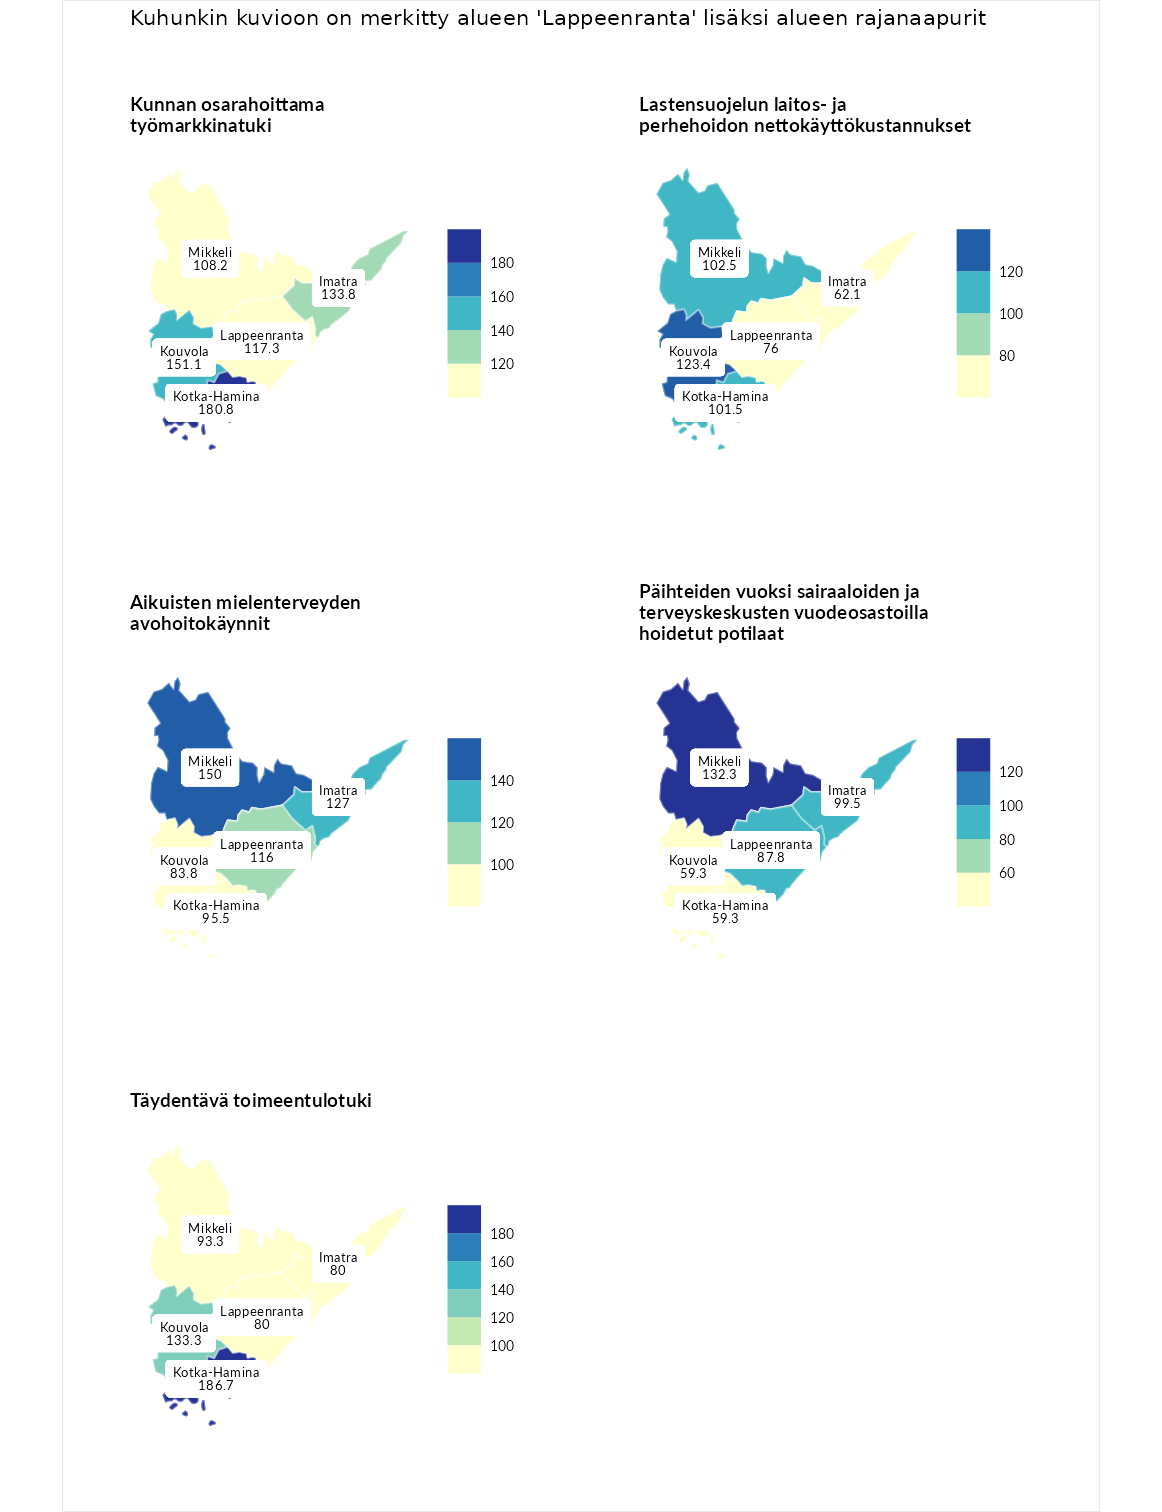 Kuhunkin kuvioon on merkitty alueen 'Lappeenranta' lisäksi alueen rajanaapurit
Kunnan osarahoittama
työmarkkinatuki
Mikkeli
108.2
Imatra
133.8
Lappeenranta
117.3
Kouvola
151.1
Kotka-Hamina
180.8
180
160
140
120
Lastensuojelun laitos- ja
perhehoidon nettokäyttökustannukset
Mikkeli
102.5
Imatra
62.1
Lappeenranta
76
Kouvola
123.4
Kotka-Hamina
101.5
120
100
80
Aikuisten mielenterveyden
avohoitokäynnit
Mikkeli
150
Imatra
127
Lappeenranta
116
Kouvola
83.8
Kotka-Hamina
95.5
140
120
100
Päihteiden vuoksi sairaaloiden ja
terveyskeskusten vuodeosastoilla
hoidetut potilaat
Mikkeli
132.3
Imatra
99.5
Lappeenranta
87.8
Kouvola
59.3
Kotka-Hamina
59.3
120
100
80
60
Täydentävä toimeentulotuki
Mikkeli
93.3
Imatra
80
Lappeenranta
80
Kouvola
133.3
Kotka-Hamina
186.7
180
160
140
120
100